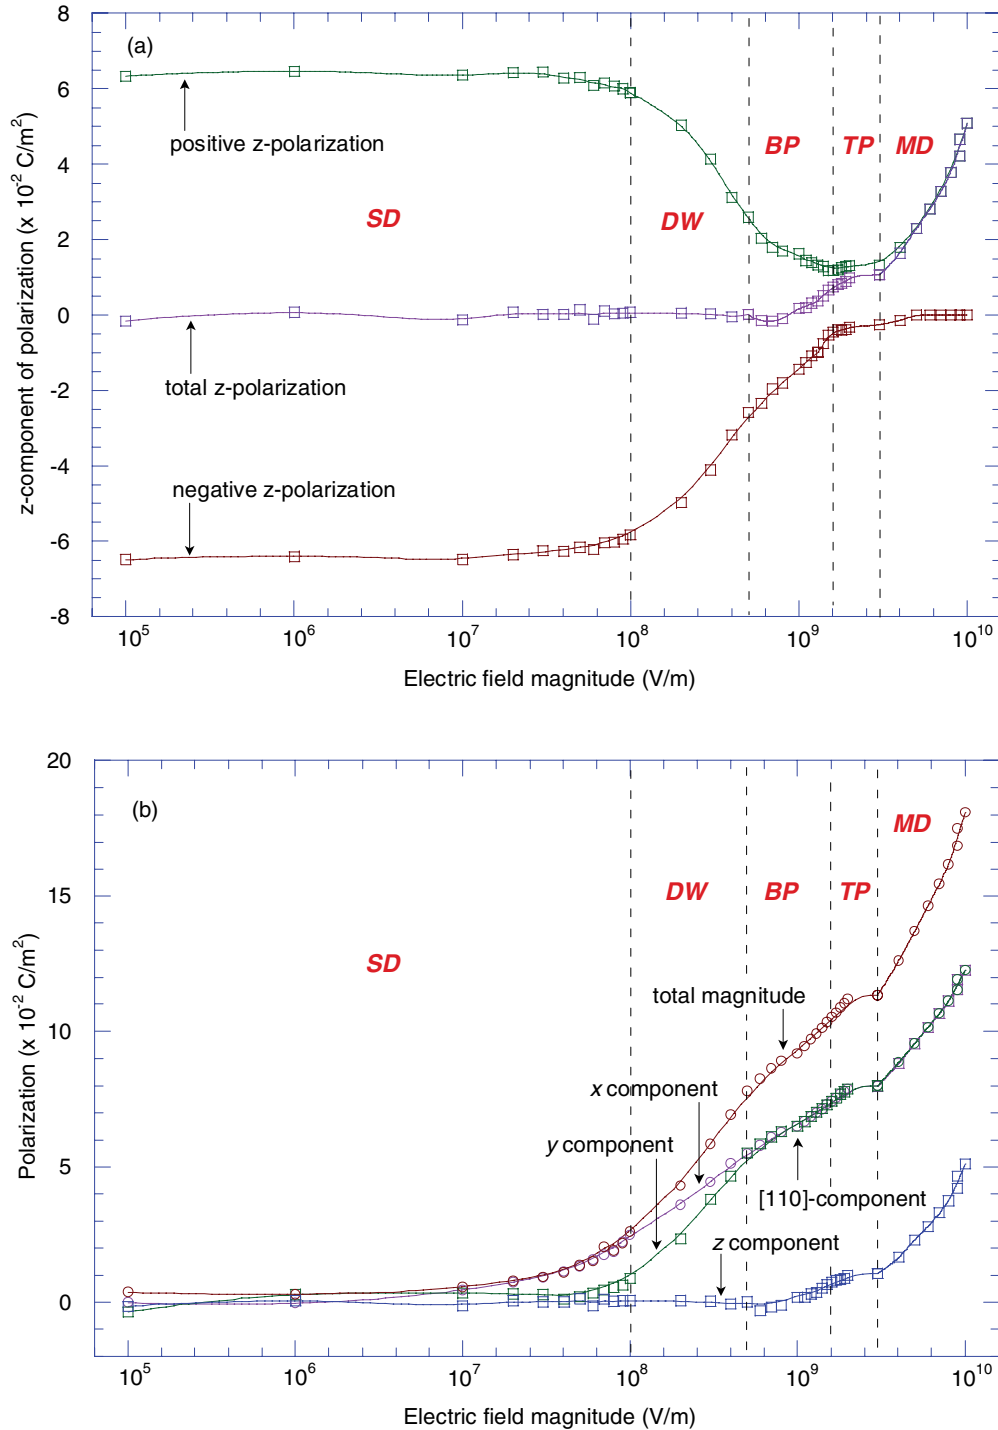 (a)
8
6
4
2
0
-2
-4
-6
-8
z-component of polarization (x 10⁻² C/m²)
positive z-polarization
BP TP MD
SD DW
total z-polarization
negative z-polarization
10⁵ 10⁶ 10⁷ 10⁸ 10⁹ 10¹⁰
Electric field magnitude (V/m)
(b)
20
15
10
5
0
Polarization (x 10⁻² C/m²)
MD
DW BP TP
SD
total magnitude
x component
y component
[110]-component
z component
10⁵ 10⁶ 10⁷ 10⁸ 10⁹ 10¹⁰
Electric field magnitude (V/m)